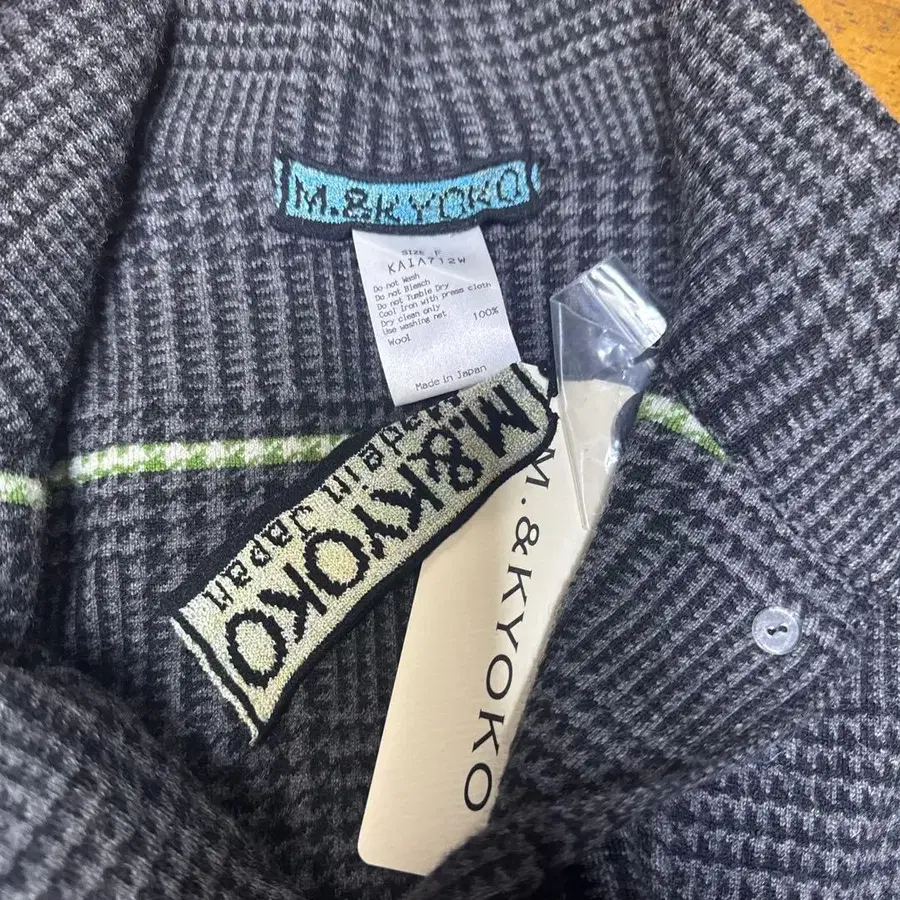 M.&KYOKO
SIZE F
KAIA712W
Do not Wash
Do not Bleach
Do not Tumble Dry
Cool Iron with press cloth
Dry clean only
Use washing net
100%
Wool
Made in Japan
M.&KYOKO
made in Japan
M.&KYOKO